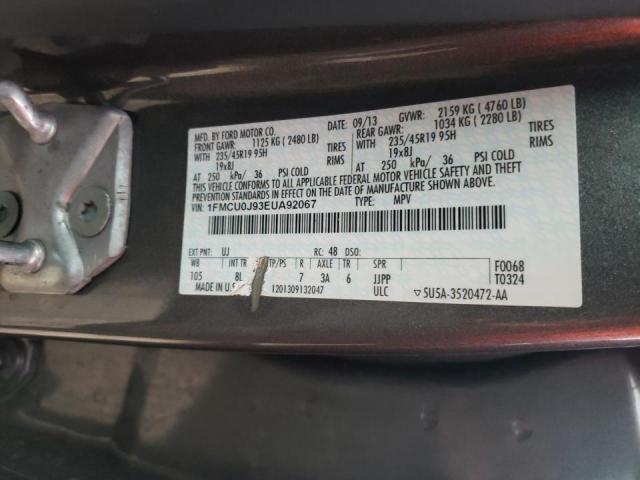 MFD. BY FORD MOTOR CO.
DATE: 09/13 GVWR: 2159 KG ( 4760 LB)
FRONT GAWR: 1125 KG ( 2480 LB) REAR GAWR: 1034 KG ( 2280 LB)
WITH 235/45R19 95H TIRES WITH 235/45R19 95H TIRES
19x8J RIMS 19x8J RIMS
AT 250 kPa/ 36 PSI COLD AT 250 kPa/ 36 PSI COLD
THIS VEHICLE CONFORMS TO ALL APPLICABLE FEDERAL MOTOR VEHICLE SAFETY AND THEFT
PREVENTION STANDARDS IN EFFECT ON THE DATE OF MANUFACTURE SHOWN ABOVE.
VIN: 1FMCU0J93EUA92067 TYPE: MPV
EXT PNT: UJ RC: 48 DSO:
WB INT TR TP/PS R AXLE TR SPR F0068
105 8L 7 3A 6 JJPP T0324
MADE IN U.S. 1201309132047 ULC ▽5U5A-3520472-AA